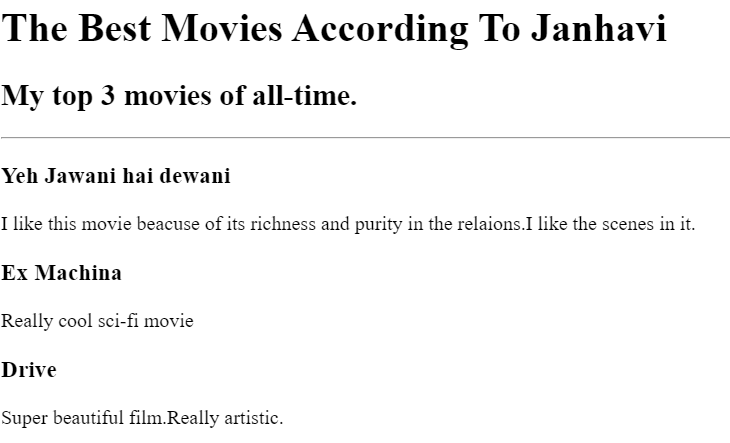 The Best Movies According To Janhavi
My top 3 movies of all-time.
Yeh Jawani hai dewani
I like this movie beacuse of its richness and purity in the relaions.I like the scenes in it.
Ex Machina
Really cool sci-fi movie
Drive
Super beautiful film.Really artistic.